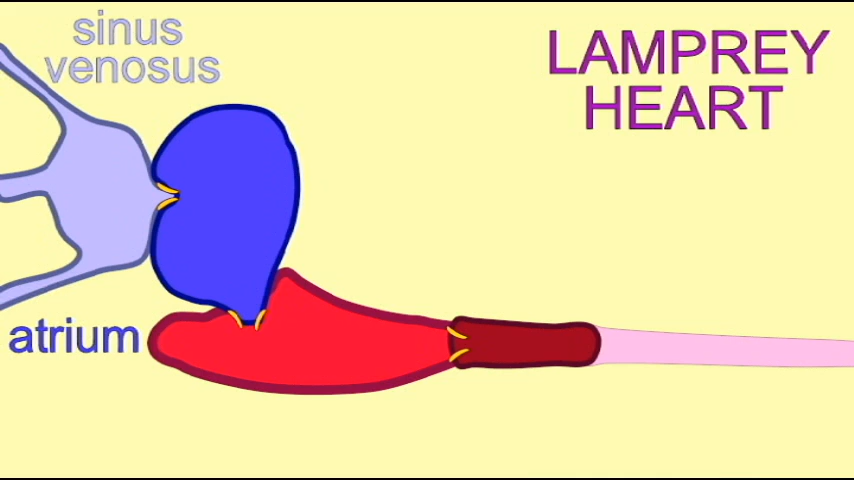 sinus
venosus
LAMPREY
HEART
atrium